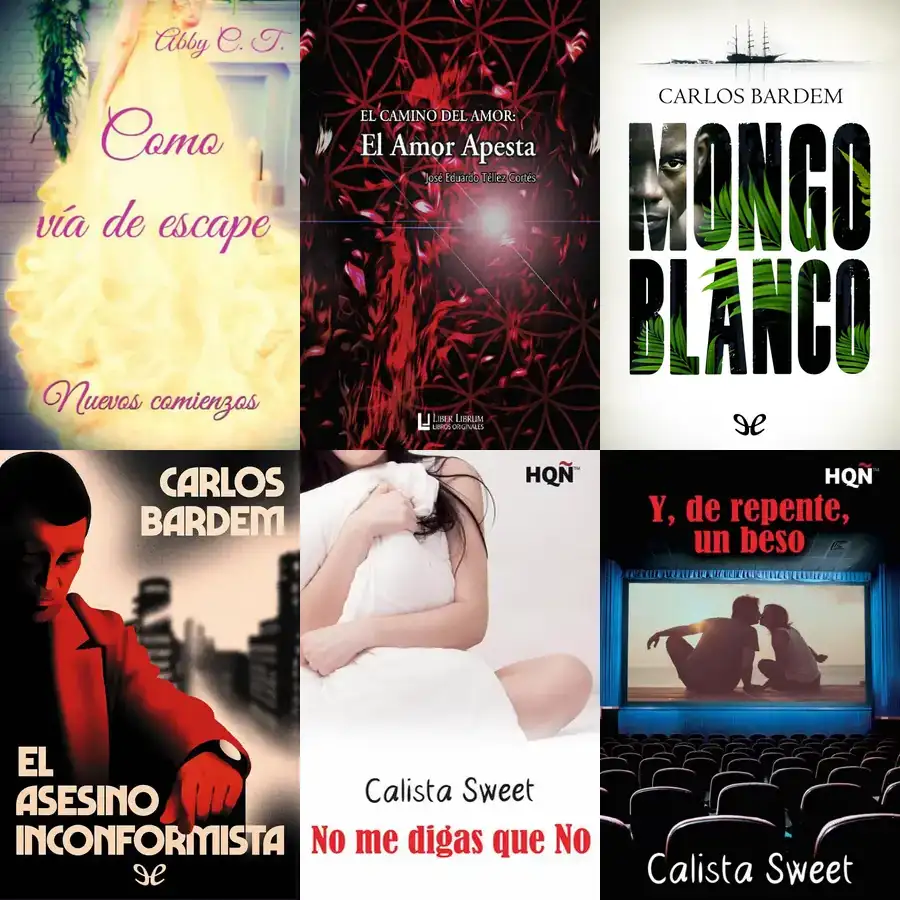 Abby C. T.
Como
vía de escape
Nuevos comienzos
EL CAMINO DEL AMOR:
El Amor Apesta
José Eduardo Téllez Cortés
LIBER LIBRUM
LIBROS ORIGINALES
CARLOS BARDEM
MONGO
BLANCO
CARLOS
BARDEM
EL
ASESINO
INCONFORMISTA
HQÑ™
Calista Sweet
No me digas que No
HQÑ™
Y, de repente,
un beso
Calista Sweet